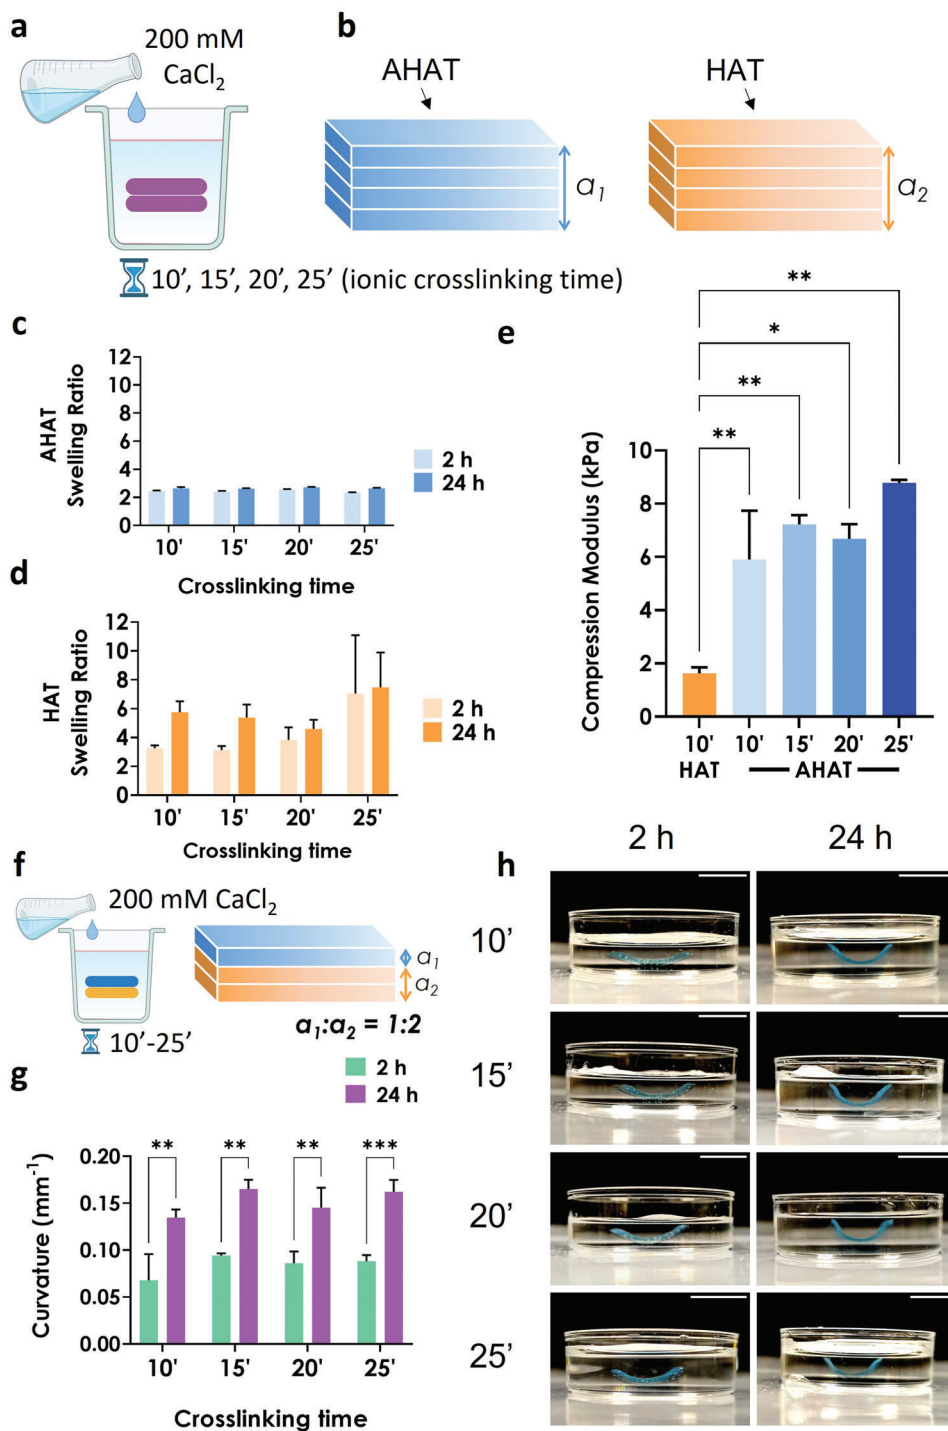 a
200 mM
CaCl2
10’, 15’, 20’, 25’ (ionic crosslinking time)
b
AHAT
HAT
a1
a2
c
AHAT
Swelling Ratio
12
10
8
6
4
2
0
10'
15'
20'
25'
Crosslinking time
2 h
24 h
d
HAT
Swelling Ratio
12
10
8
6
4
2
0
10'
15'
20'
25'
Crosslinking time
2 h
24 h
e
Compression Modulus (kPa)
10
8
6
4
2
0
**
**
*
**
10'
10'
15'
20'
25'
HAT
AHAT
f
200 mM CaCl2
10’-25’
a1
a2
a1:a2 = 1:2
g
2 h
24 h
Curvature (mm-1)
0.20
0.15
0.10
0.05
0.00
**
**
**
***
10'
15'
20'
25'
Crosslinking time
h
2 h
24 h
10’
15’
20’
25’